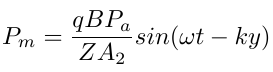 $P_m = \frac{qBP_a}{ZA_2} sin(\omega t - ky)$